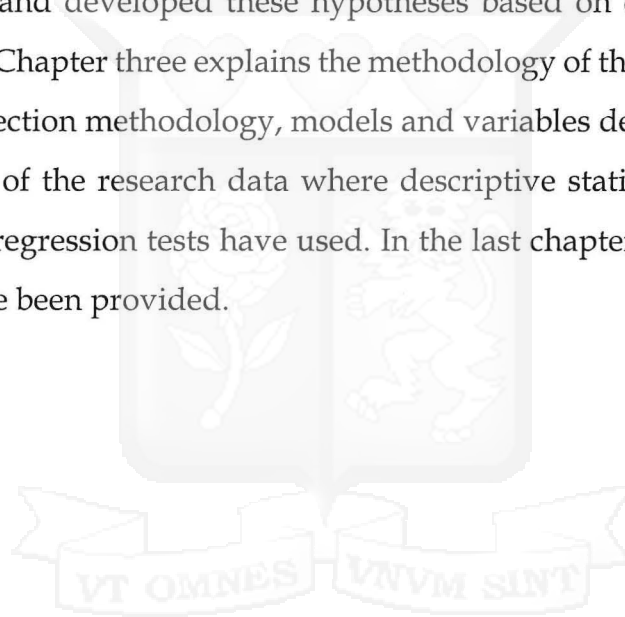 and developed these hypotheses based on
Chapter three explains the methodology of th
ection methodology, models and variables de
of the research data where descriptive stati
regression tests have used. In the last chapter
e been provided.
VT OMNES VNVM SINT